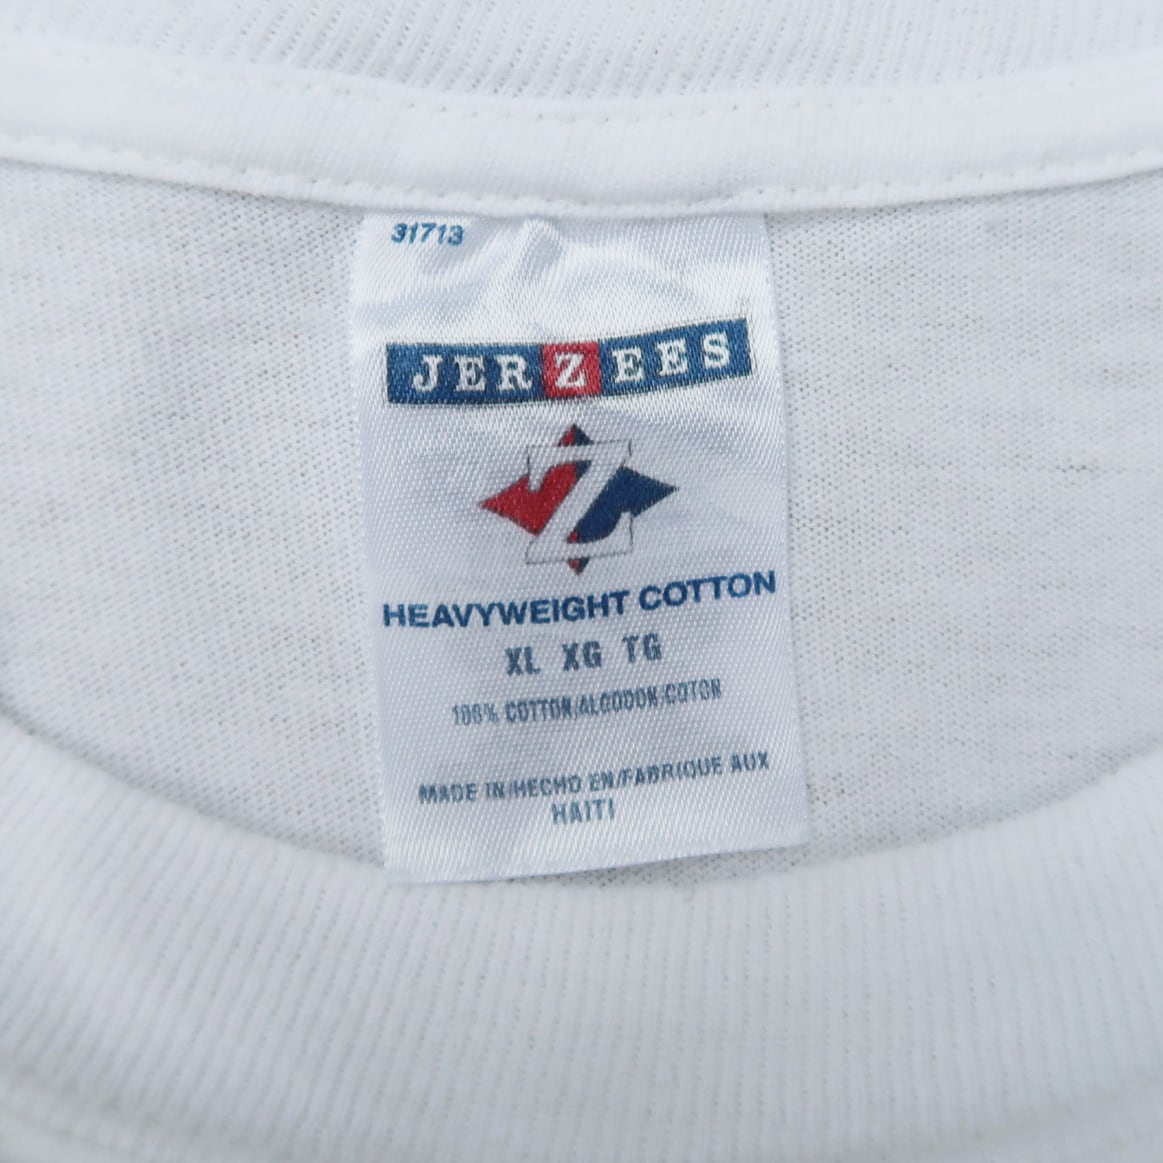 31713
JERZEES
Z
HEAVYWEIGHT COTTON
XL XG TG
100% COTTON/ALGODON/COTON
MADE IN/HECHO EN/FABRIQUE AUX
HAITI